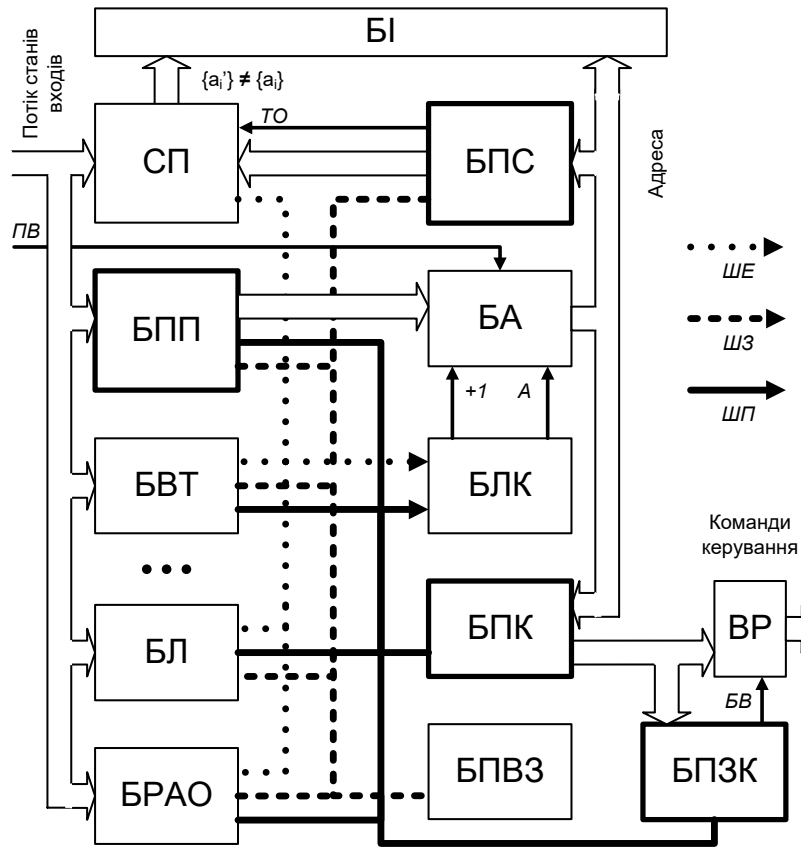 БІ
Потік станів
входів
{aᵢ'} ≠ {aᵢ}
ТО
СП
БПС
Адреса
ПВ
ШЕ
БПП
БА
ШЗ
+1
А
ШП
БВТ
БЛК
Команди
керування
...
БЛ
БПК
ВР
БВ
БРАО
БПВЗ
БПЗК